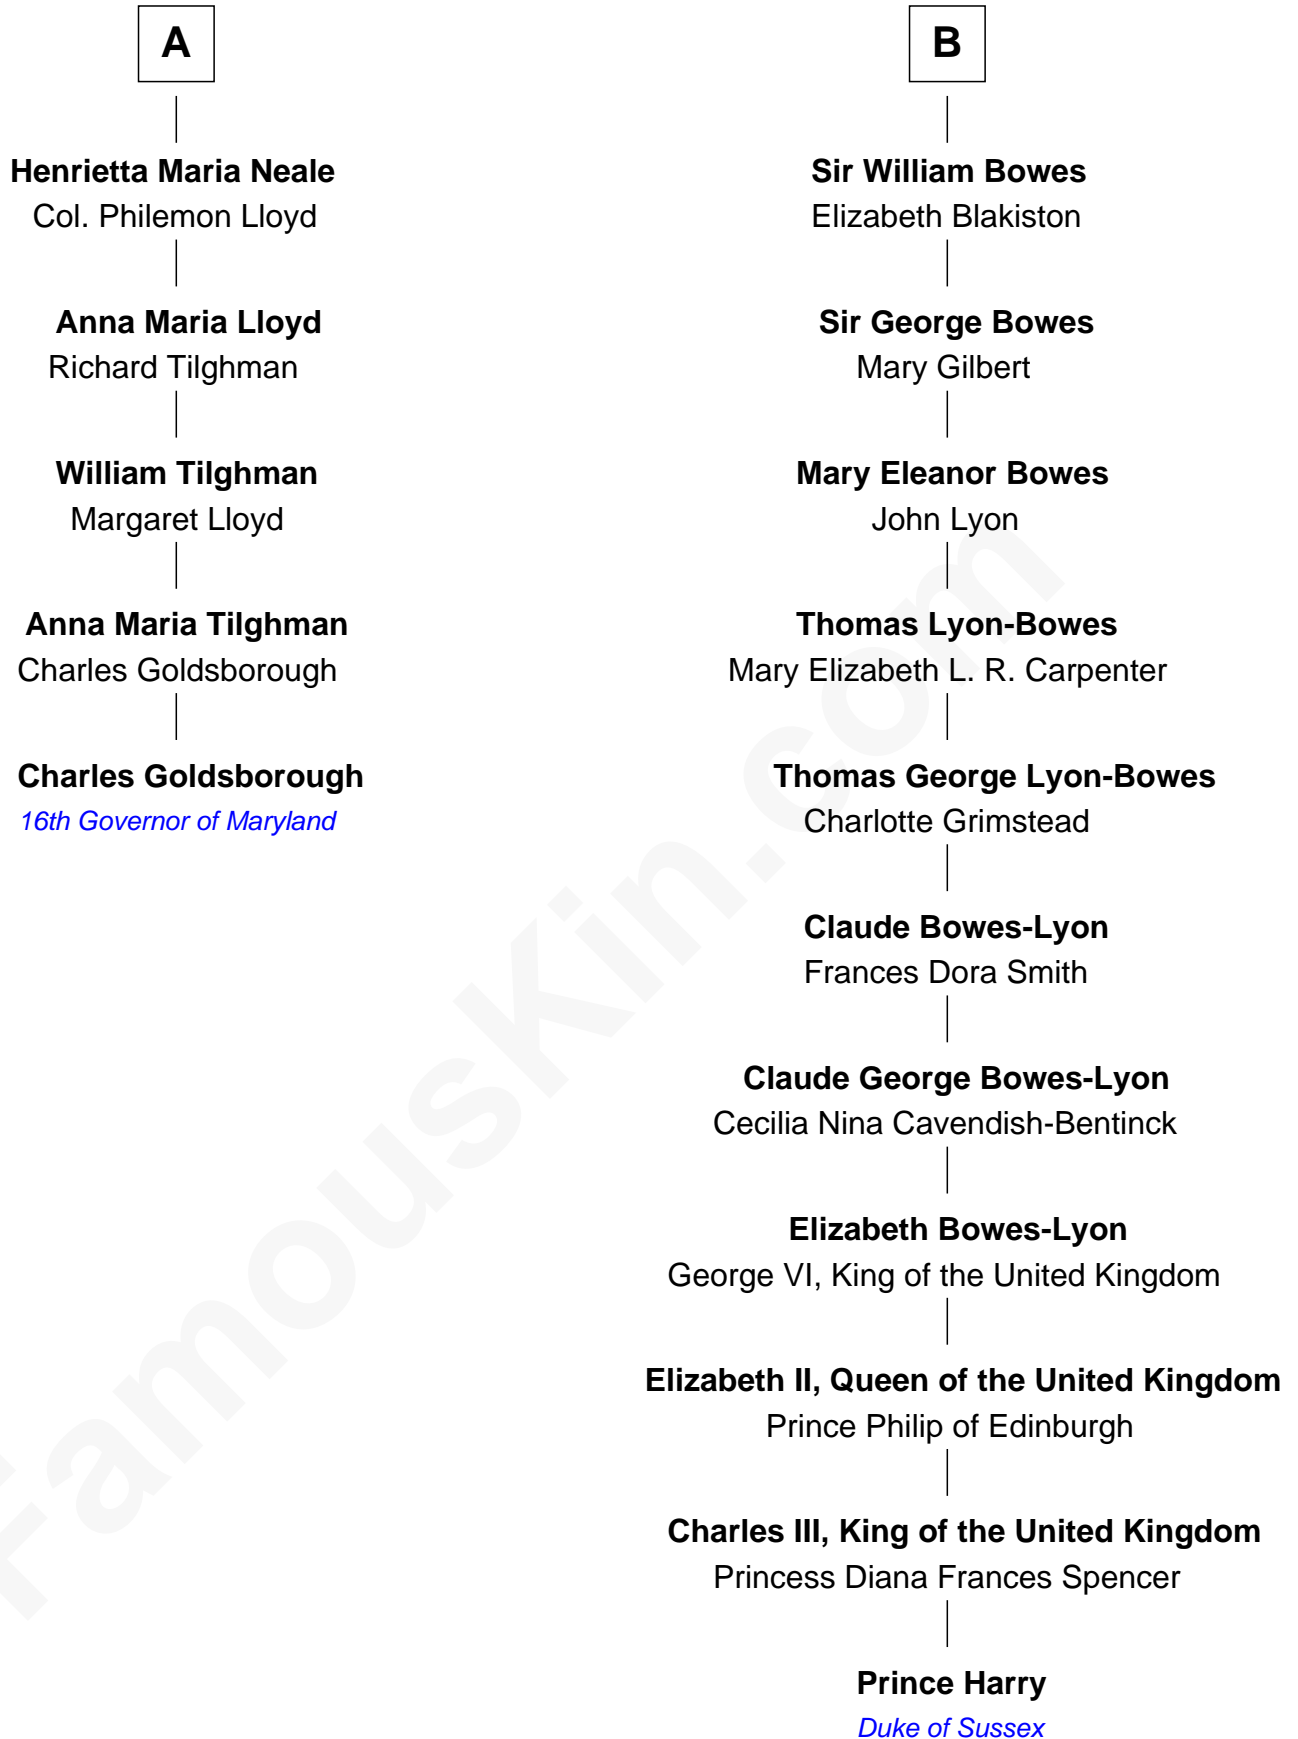 A
Henrietta Maria Neale
Col. Philemon Lloyd
Anna Maria Lloyd
Richard Tilghman
William Tilghman
Margaret Lloyd
Anna Maria Tilghman
Charles Goldsborough
Charles Goldsborough
16th Governor of Maryland
B
Sir William Bowes
Elizabeth Blakiston
Sir George Bowes
Mary Gilbert
Mary Eleanor Bowes
John Lyon
Thomas Lyon-Bowes
Mary Elizabeth L. R. Carpenter
Thomas George Lyon-Bowes
Charlotte Grimstead
Claude Bowes-Lyon
Frances Dora Smith
Claude George Bowes-Lyon
Cecilia Nina Cavendish-Bentinck
Elizabeth Bowes-Lyon
George VI, King of the United Kingdom
Elizabeth II, Queen of the United Kingdom
Prince Philip of Edinburgh
Charles III, King of the United Kingdom
Princess Diana Frances Spencer
Prince Harry
Duke of Sussex
FamousKin.com